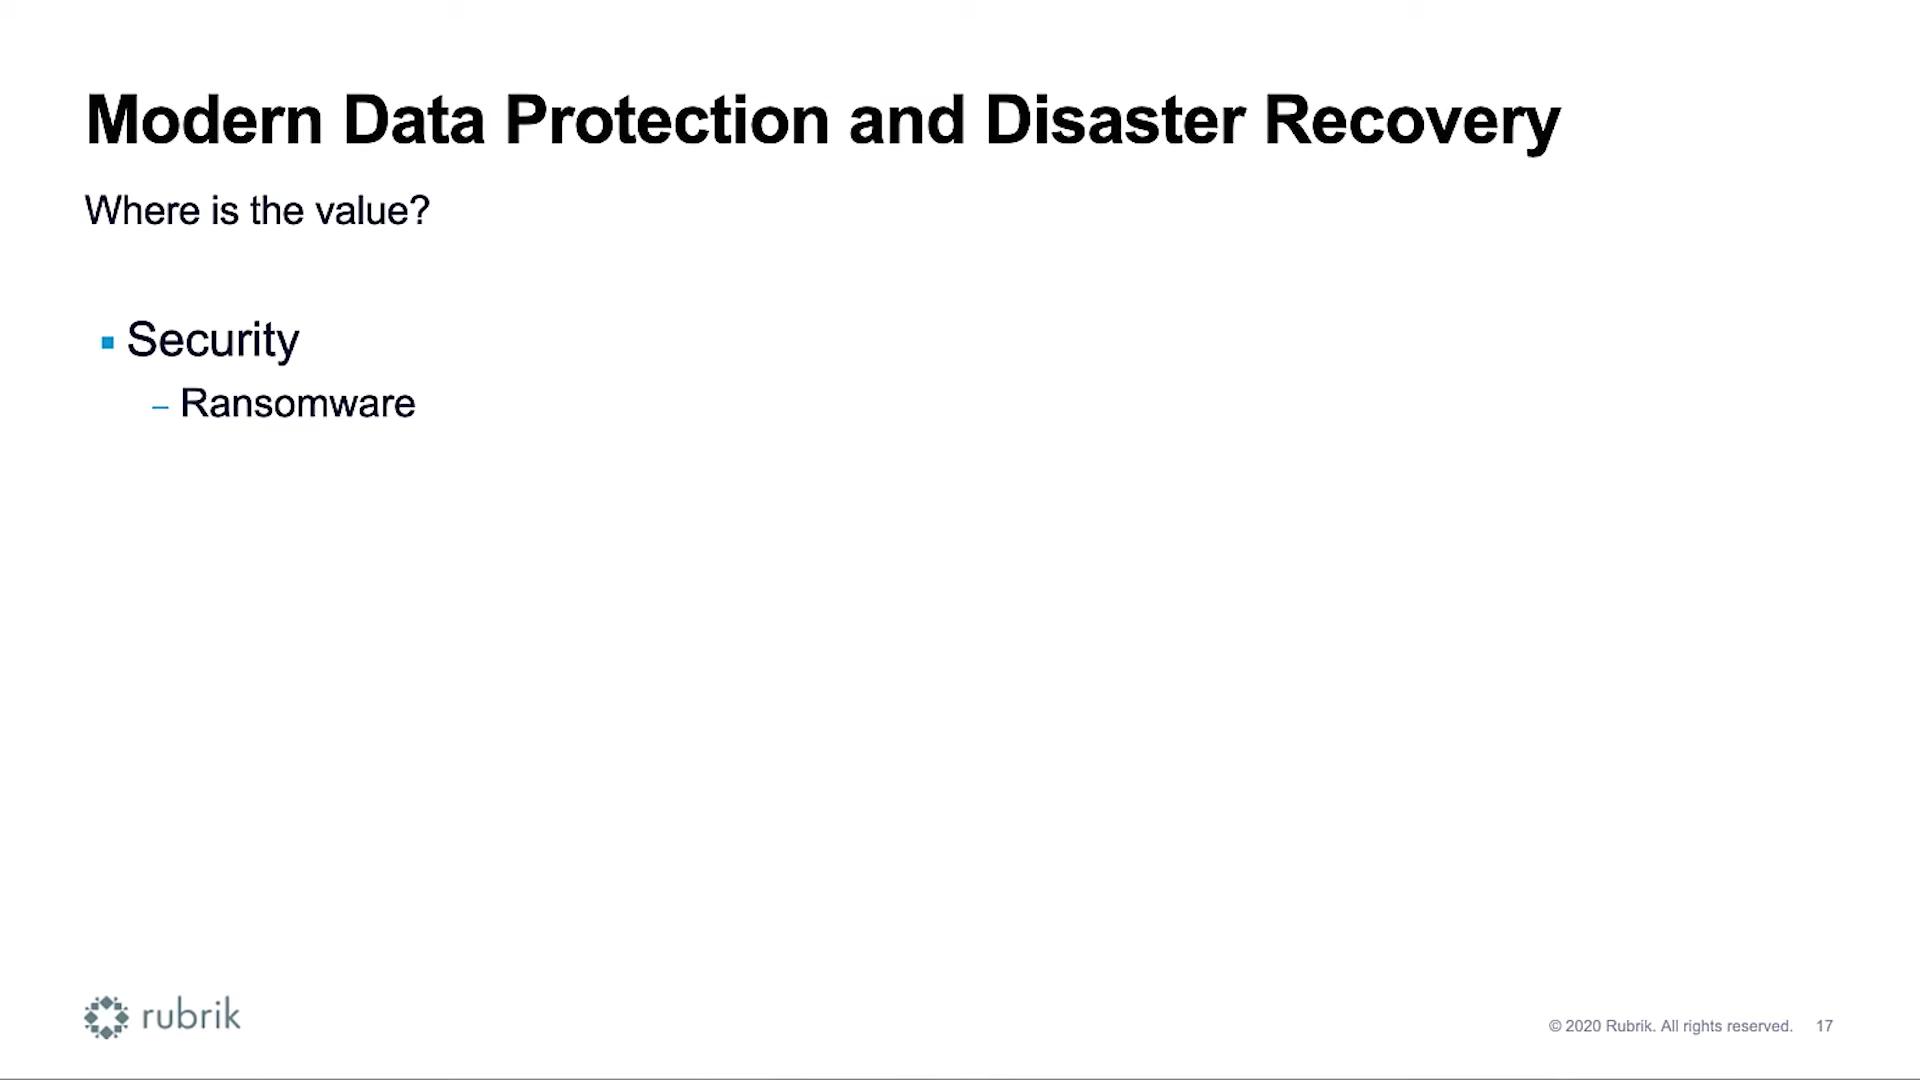 Modern Data Protection and Disaster Recovery
Where is the value?
▪ Security
– Ransomware
rubrik
© 2020 Rubrik. All rights reserved. 17